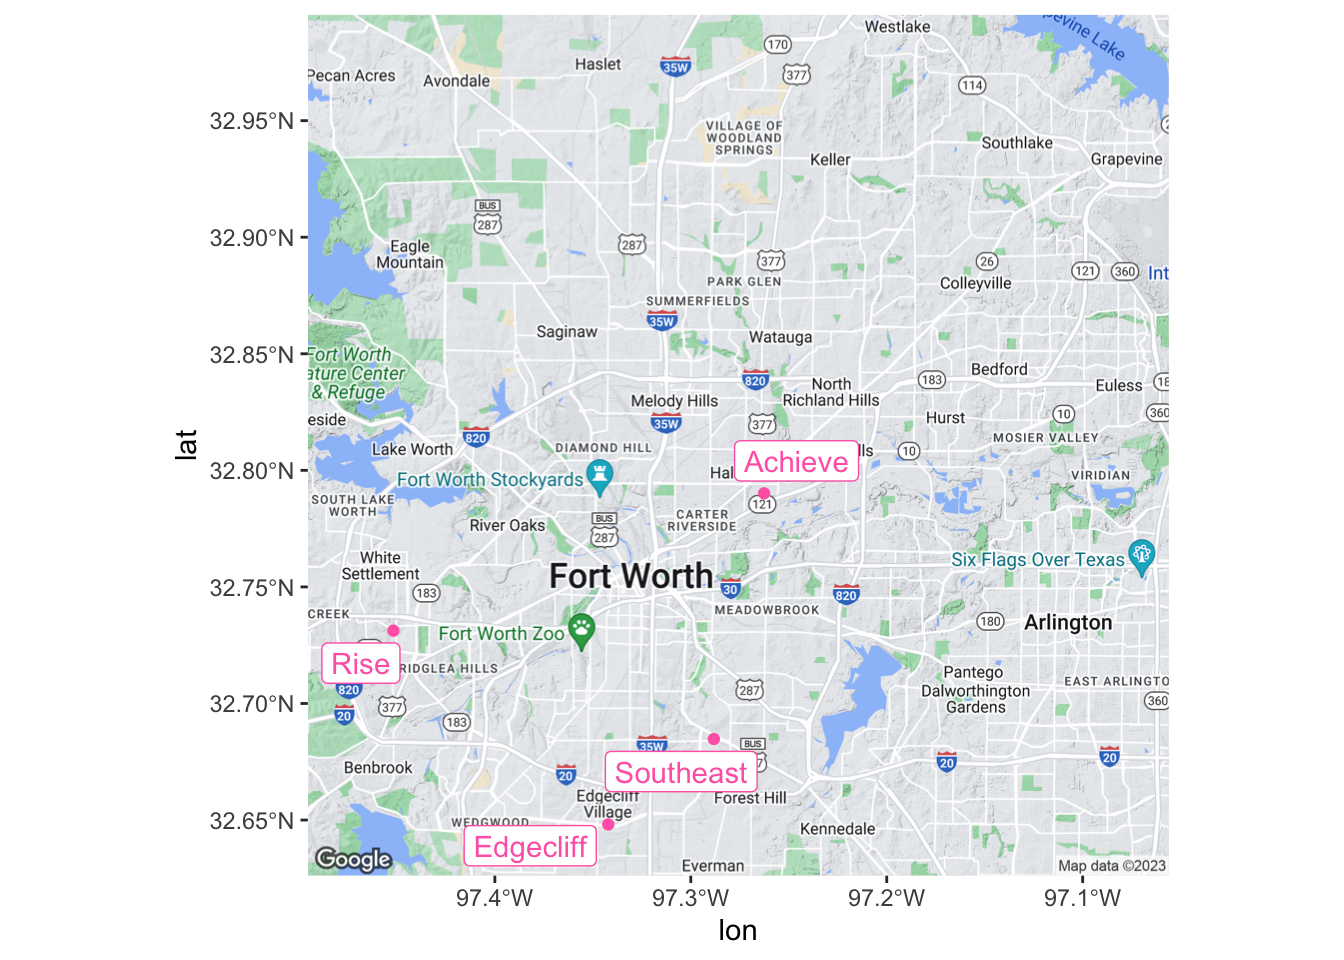 Westlake
170
Haslet
35W
377
Pecan Acres
Avondale
Grapevine Lake
114
32.95°N
VILLAGE OF
WOODLAND
SPRINGS
Southlake
Keller
Grapevine
BUS
287
32.90°N
287
Eagle
Mountain
377
26
121
360
Int
PARK GLEN
Colleyville
SUMMERFIELDS
35W
Saginaw
Watauga
32.85°N
Fort Worth
ature Center
& Refuge
820
183
Bedford
18
North
Richland Hills
Euless
Melody Hills
eside
35W
377
Hurst
10
360
820
Lake Worth
DIAMOND HILL
MOSIER VALLEY
lat
Achieve
lls
10
32.80°N
Fort Worth Stockyards
Hal
VIRIDIAN
SOUTH LAKE
WORTH
121
River Oaks
BUS
287
CARTER
RIVERSIDE
White
Settlement
Six Flags Over Texas
Fort Worth
32.75°N
183
30
820
CREEK
MEADOWBROOK
180
Arlington
Fort Worth Zoo
Rise
RIDGLEA HILLS
Pantego
820
287
Dalworthington
Gardens
EAST ARLINGTO
32.70°N
377
360
20
183
35W
BUS
20
20
Benbrook
20
Southeast
Edgecliff
Village
Forest Hill
32.65°N
WEDGWOOD
Kennedale
Edgecliff
Google
Everman
Map data ©2023
97.4°W
97.3°W
97.2°W
97.1°W
lon